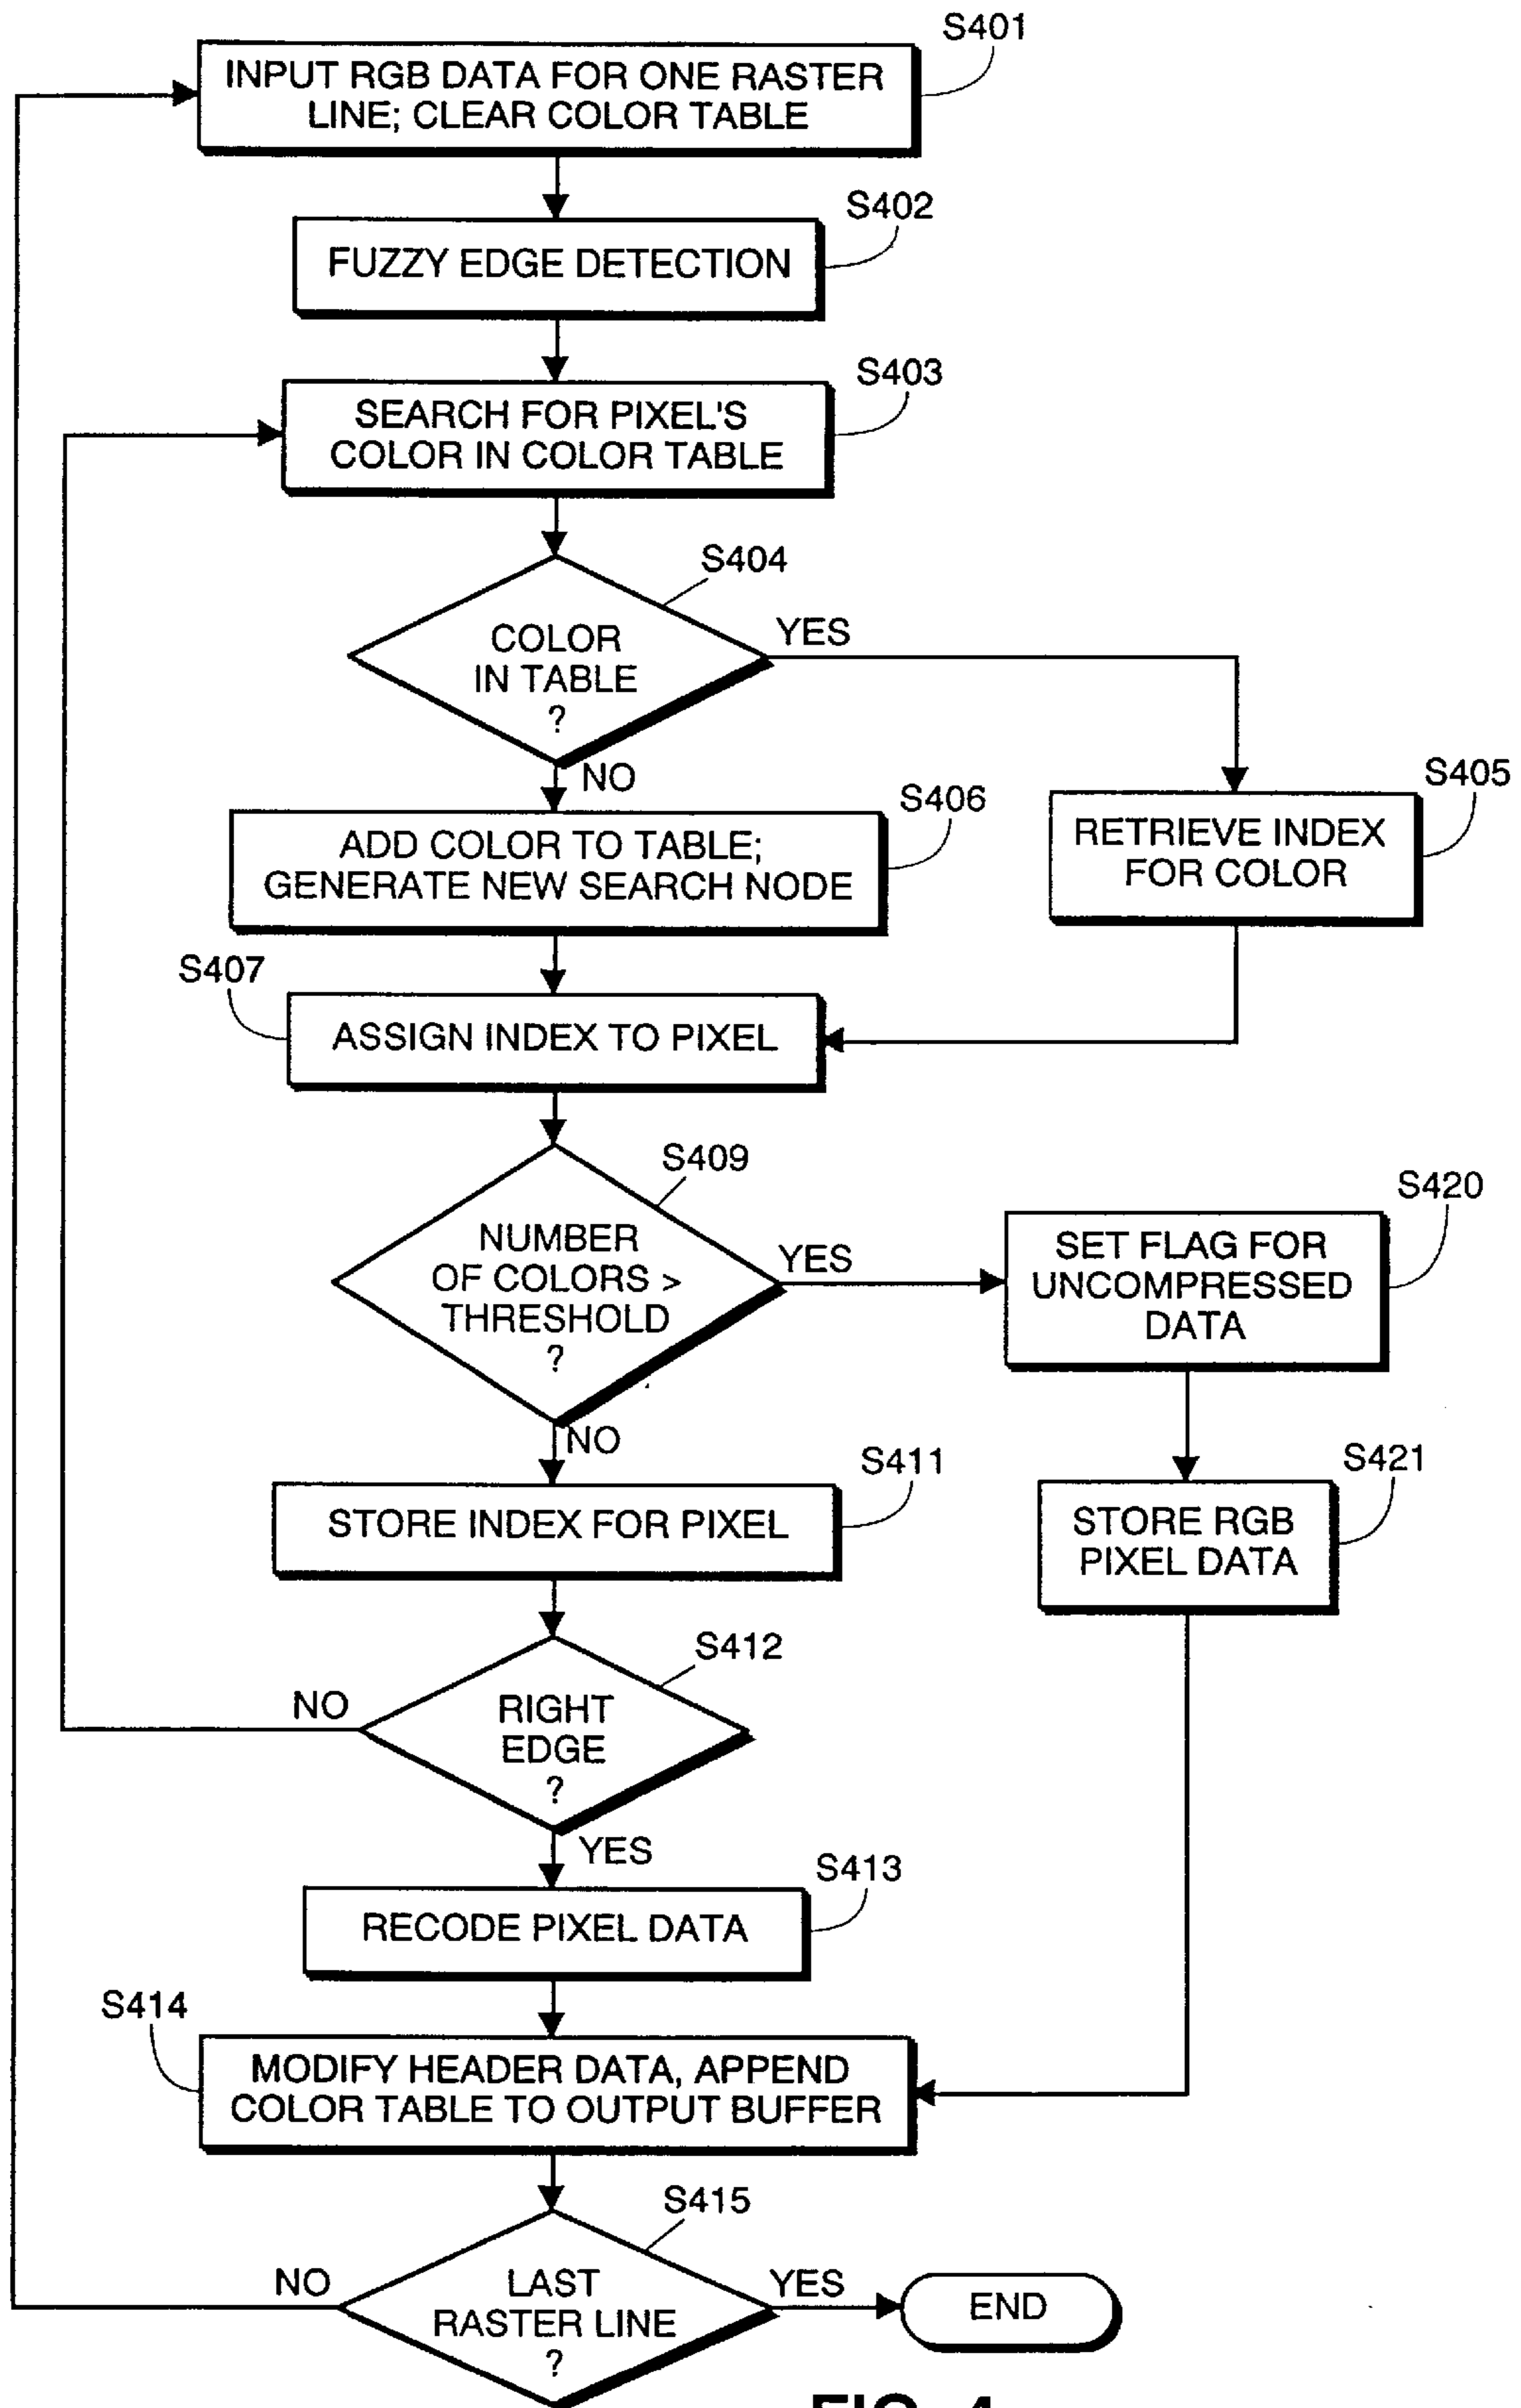 S401
INPUT RGB DATA FOR ONE RASTER
LINE; CLEAR COLOR TABLE
S402
FUZZY EDGE DETECTION
S403
SEARCH FOR PIXEL'S
COLOR IN COLOR TABLE
S404
COLOR
IN TABLE
?
YES
NO
S405
RETRIEVE INDEX
FOR COLOR
S406
ADD COLOR TO TABLE;
GENERATE NEW SEARCH NODE
S407
ASSIGN INDEX TO PIXEL
S409
NUMBER
OF COLORS >
THRESHOLD
?
YES
NO
S420
SET FLAG FOR
UNCOMPRESSED
DATA
S421
STORE RGB
PIXEL DATA
S411
STORE INDEX FOR PIXEL
S412
RIGHT
EDGE
?
NO
YES
S413
RECODE PIXEL DATA
S414
MODIFY HEADER DATA, APPEND
COLOR TABLE TO OUTPUT BUFFER
S415
LAST
RASTER LINE
?
NO
YES
END